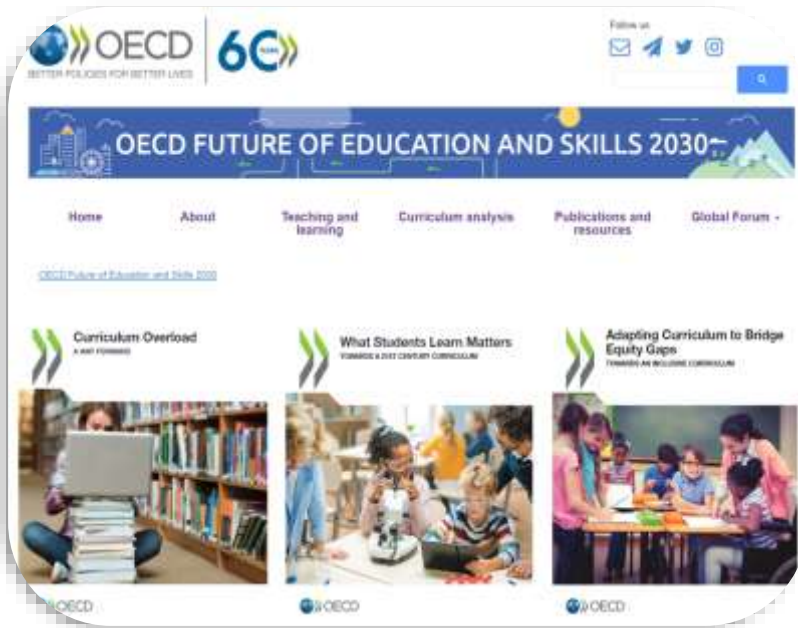 OECD
60
BETTER POLICIES FOR BETTER LIVES
Follow us
OECD FUTURE OF EDUCATION AND SKILLS 2030
Home
About
Teaching and
learning
Curriculum analysis
Publications and
resources
Global Forum
OECD Future of Education and Skills 2030
Curriculum Overload
A WAY FORWARD
What Students Learn Matters
TOWARDS A 21ST CENTURY CURRICULUM
Adapting Curriculum to Bridge
Equity Gaps
TOWARDS AN INCLUSIVE CURRICULUM
OECD
OECD
OECD